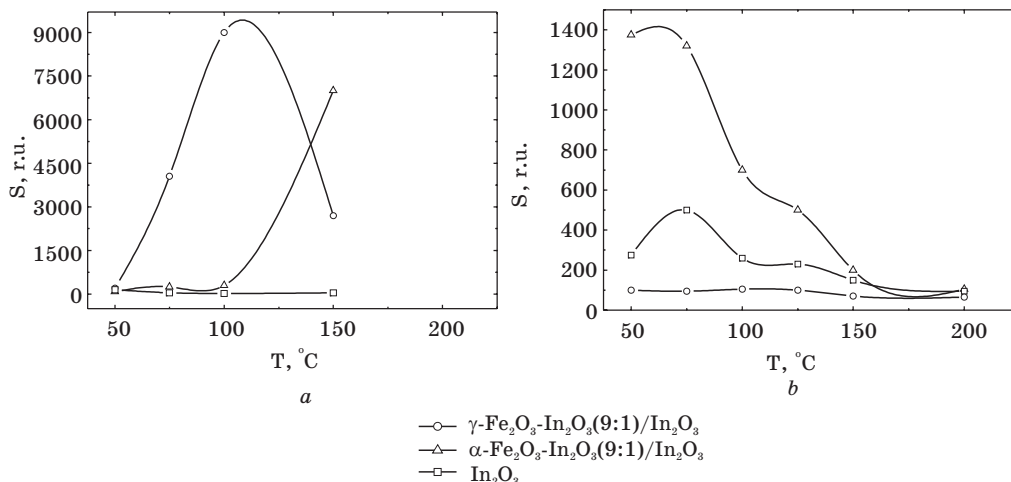 9000
7500
6000
4500
3000
1500
0
S, r.u.
50 100 150 200
T, °C
a
1400
1200
1000
800
600
400
200
0
S, r.u.
50 100 150 200
T, °C
b
γ-Fe₂O₃-In₂O₃(9:1)/In₂O₃
α-Fe₂O₃-In₂O₃(9:1)/In₂O₃
In₂O₃